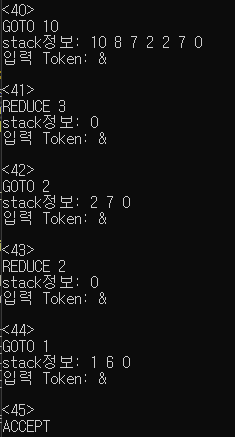 <40>
GOTO 10
stack정보: 10 8 7 2 2 7 0
입력 Token: &
<41>
REDUCE 3
stack정보: 0
입력 Token: &
<42>
GOTO 2
stack정보: 2 7 0
입력 Token: &
<43>
REDUCE 2
stack정보: 0
입력 Token: &
<44>
GOTO 1
stack정보: 1 6 0
입력 Token: &
<45>
ACCEPT